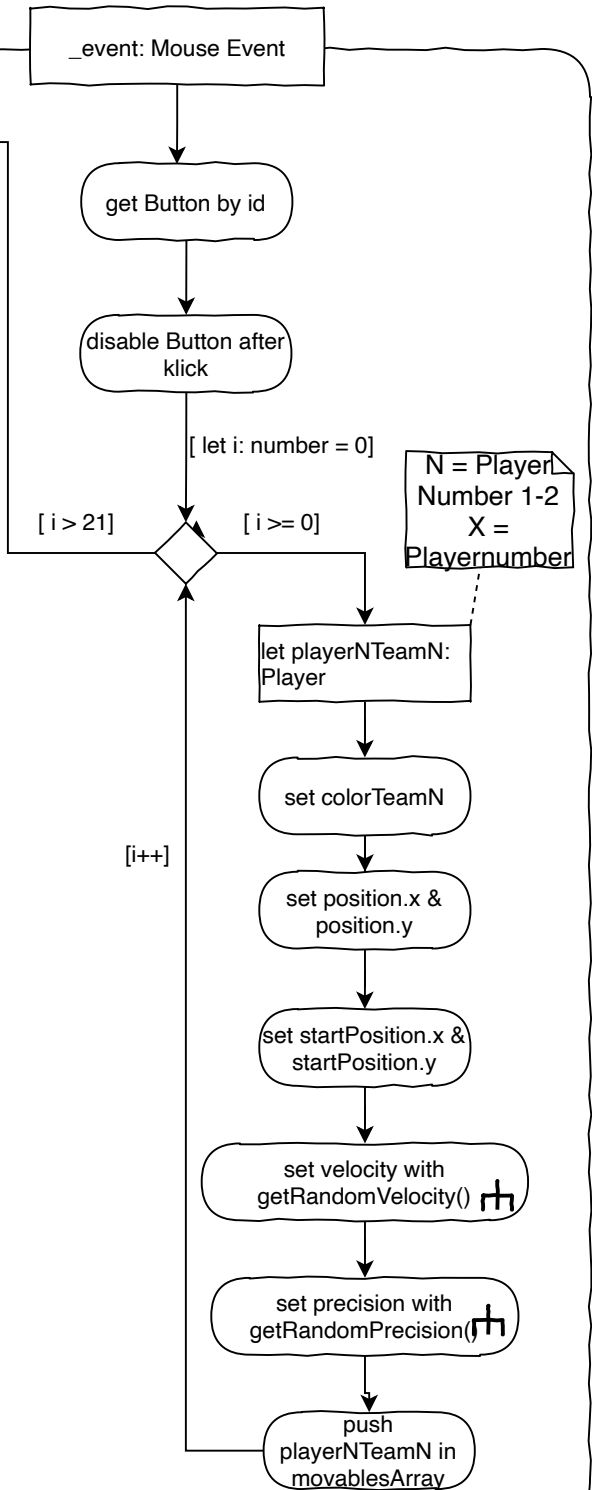 _event: Mouse Event
get Button by id
disable Button after
klick
[ let i: number = 0]
[ i > 21]
[ i >= 0]
N = Player
Number 1-2
X =
Playernumber
let playerNTeamN:
Player
set colorTeamN
[i++]
set position.x &
position.y
set startPosition.x &
startPosition.y
set velocity with
getRandomVelocity()
set precision with
getRandomPrecision()
push
playerNTeamN in
movablesArray